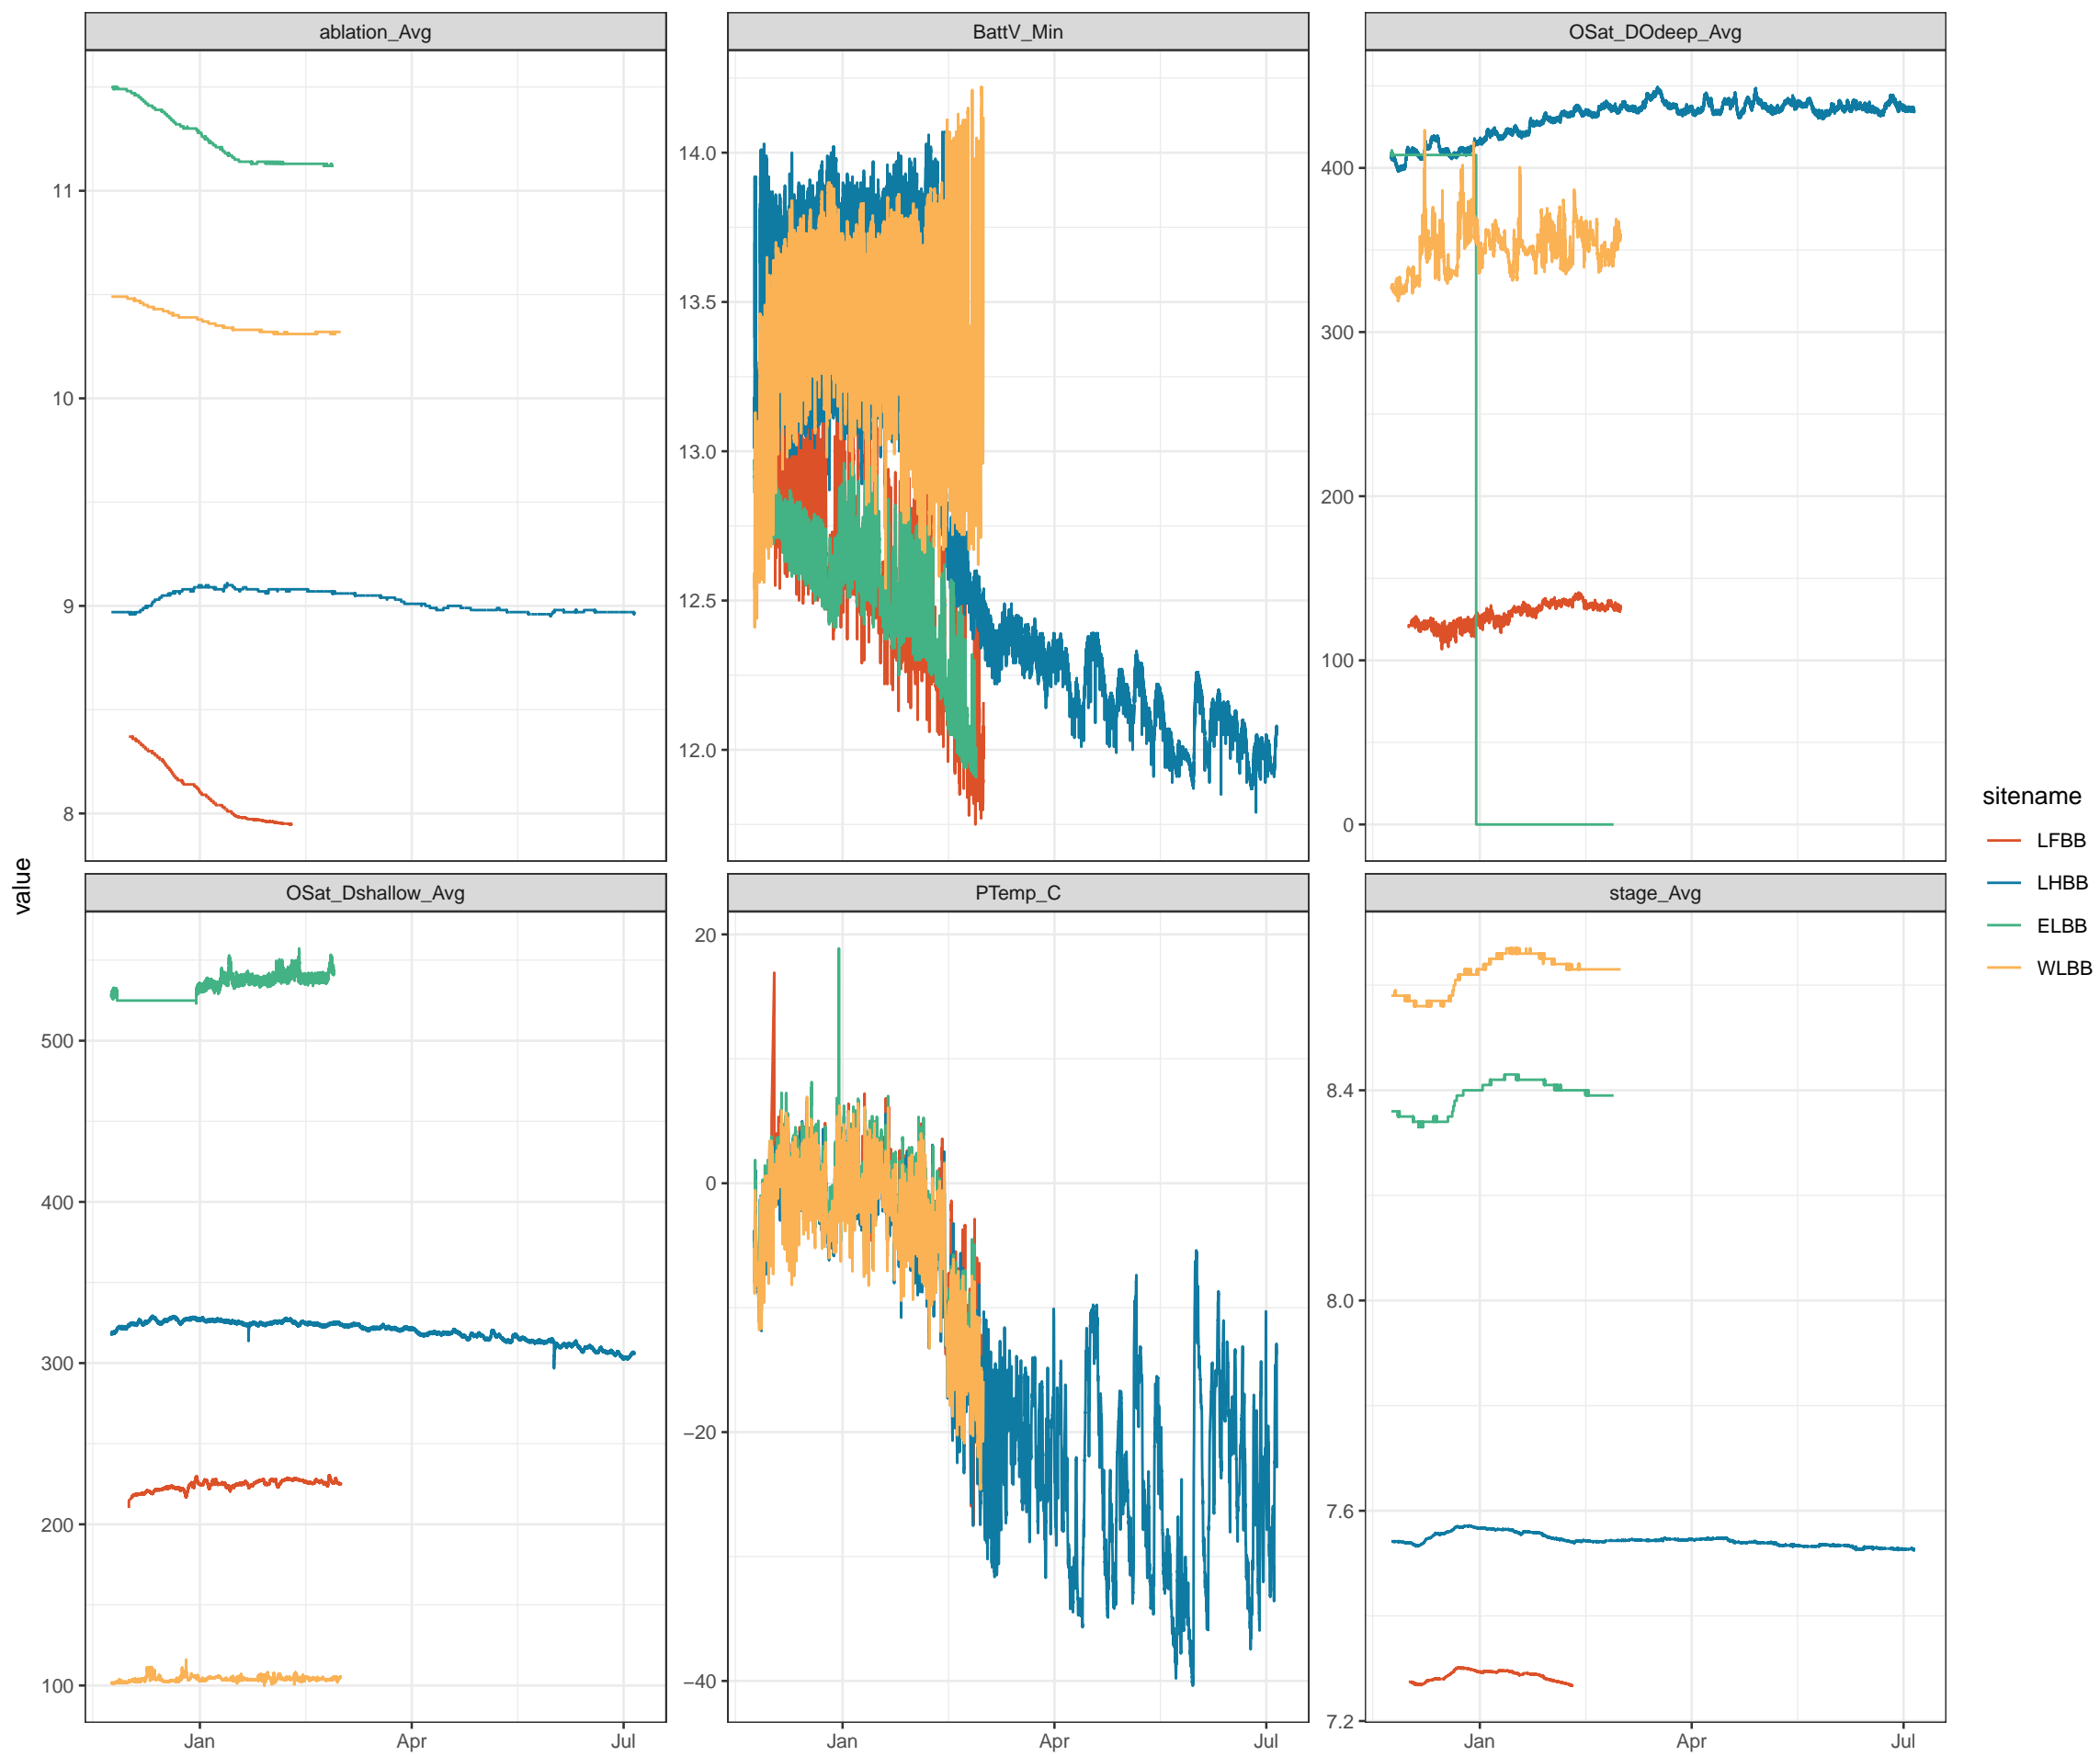 ablation_Avg
BattV_Min
OSat_DOdeep_Avg
11
10
9
8
14.0
13.5
13.0
12.5
12.0
400
300
200
100
0
value
sitename
LFBB
LHBB
ELBB
WLBB
OSat_Dshallow_Avg
PTemp_C
stage_Avg
500
400
300
200
100
20
0
−20
−40
8.4
8.0
7.6
7.2
Jan Apr Jul
Jan Apr Jul
Jan Apr Jul